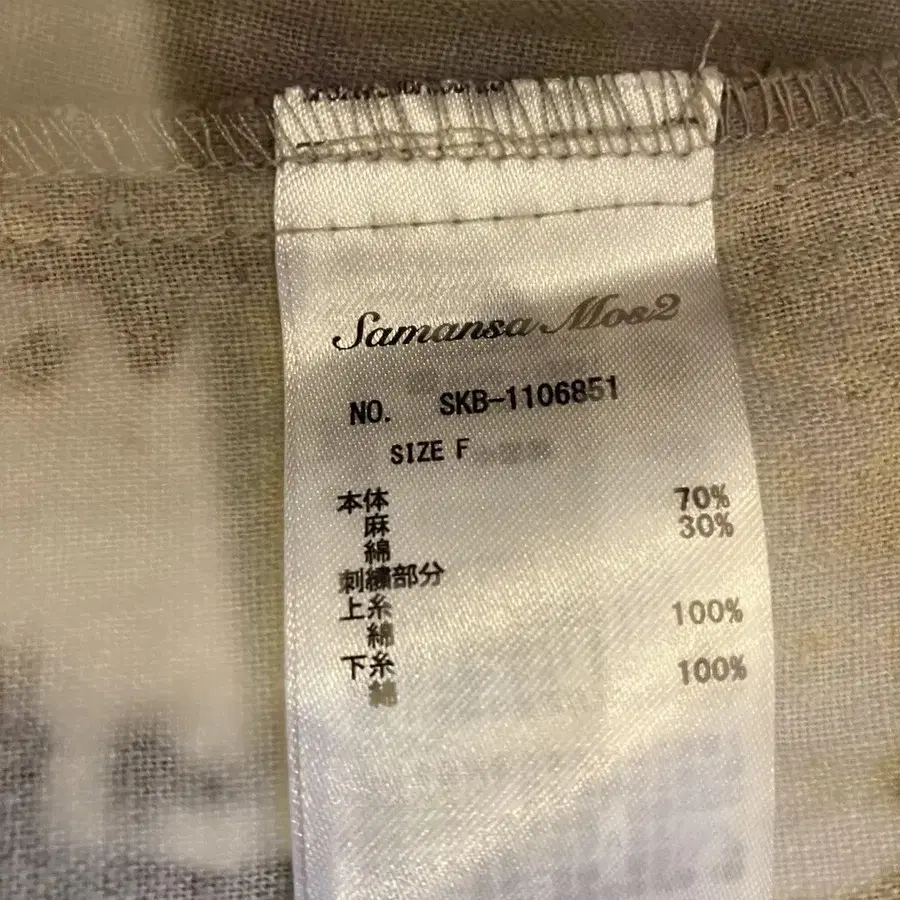 Samansa Mos2
NO. SKB-1106851
SIZE F
本体
麻 70%
綿 30%
刺繍部分
上糸
綿 100%
下糸
綿 100%